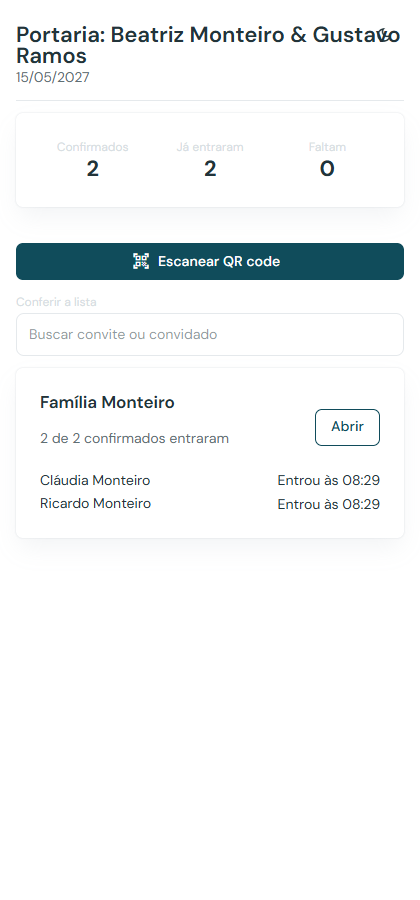 Portaria: Beatriz Monteiro & Gustavo
Ramos
15/05/2027
Confirmados
Já entraram
Faltam
2
2
0
Escanear QR code
Conferir a lista
Buscar convite ou convidado
Família Monteiro
2 de 2 confirmados entraram
Abrir
Cláudia Monteiro Entrou às 08:29
Ricardo Monteiro Entrou às 08:29